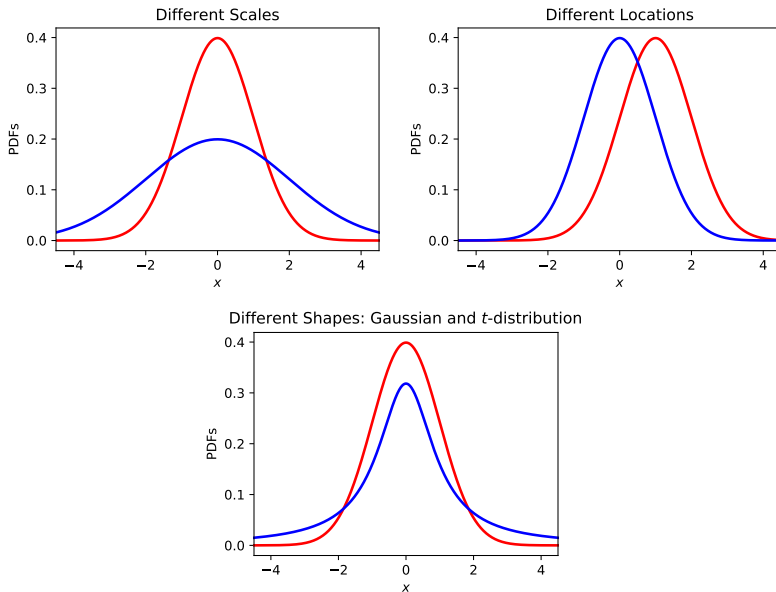 Different Scales
0.4
0.3
0.2
0.1
0.0
PDFs
−4 −2 0 2 4
x
Different Locations
0.4
0.3
0.2
0.1
0.0
PDFs
−4 −2 0 2 4
x
Different Shapes: Gaussian and t-distribution
0.4
0.3
0.2
0.1
0.0
PDFs
−4 −2 0 2 4
x